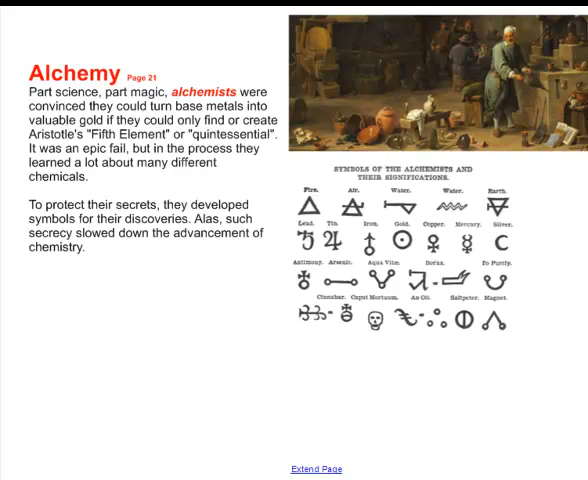 Alchemy Page 21
Part science, part magic, alchemists were
convinced they could turn base metals into
valuable gold if they could only find or create
Aristotle's "Fifth Element" or "quintessential".
It was an epic fail, but in the process they
learned a lot about many different
chemicals.
To protect their secrets, they developed
symbols for their discoveries. Alas, such
secrecy slowed down the advancement of
chemistry.
SYMBOLS OF THE ALCHEMISTS AND
THEIR SIGNIFICATIONS.
Fire. Air. Water. Water. Earth.
Lead. Tin. Iron. Gold. Copper. Mercury. Silver.
Antimony. Arsenic. Aqua Vitæ. Borax. To Purify.
Cinnabar. Caput Mortuum. An Oil. Saltpeter. Magnet.
Extend Page